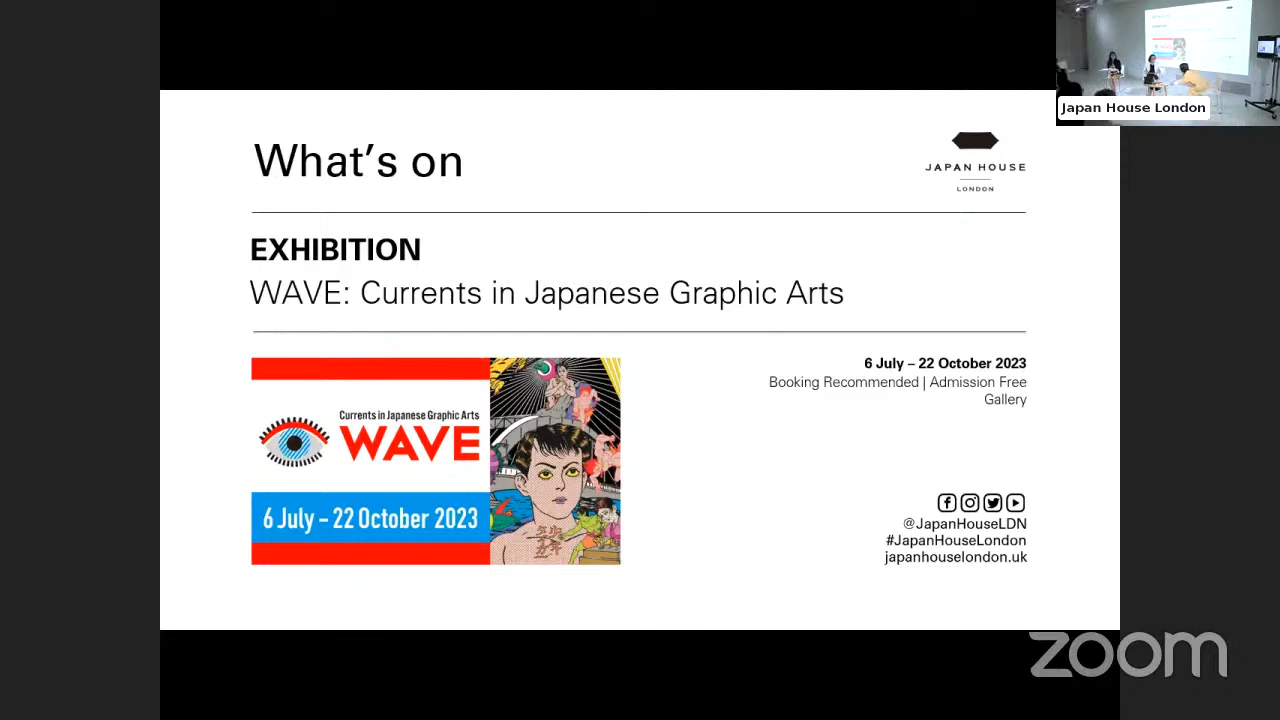 Japan House London
What's on
JAPAN HOUSE
LONDON
EXHIBITION
WAVE: Currents in Japanese Graphic Arts
6 July – 22 October 2023
Booking Recommended | Admission Free
Gallery
Currents in Japanese Graphic Arts
WAVE
6 July – 22 October 2023
@JapanHouseLDN
#JapanHouseLondon
japanhouselondon.uk
zoom